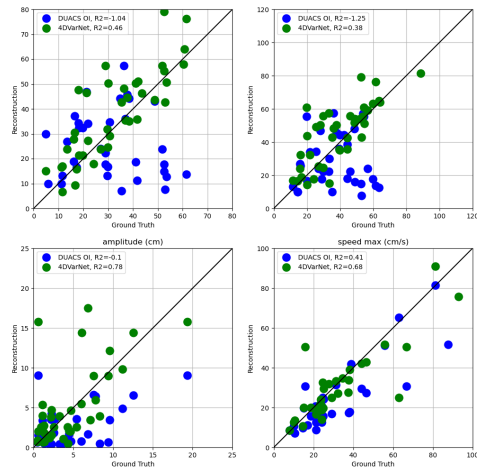 DUACS OI, R2=-1.04
4DVarNet, R2=0.46
Reconstruction
80
70
60
50
40
30
20
10
0
0 10 20 30 40 50 60 70 80
Ground Truth
DUACS OI, R2=-1.25
4DVarNet, R2=0.38
Reconstruction
120
100
80
60
40
20
0
0 20 40 60 80 100 120
Ground Truth
amplitude (cm)
DUACS OI, R2=-0.1
4DVarNet, R2=0.78
Reconstruction
25
20
15
10
5
0
0 5 10 15 20 25
Ground Truth
speed max (cm/s)
DUACS OI, R2=0.41
4DVarNet, R2=0.68
Reconstruction
100
80
60
40
20
0
0 20 40 60 80 100
Ground Truth